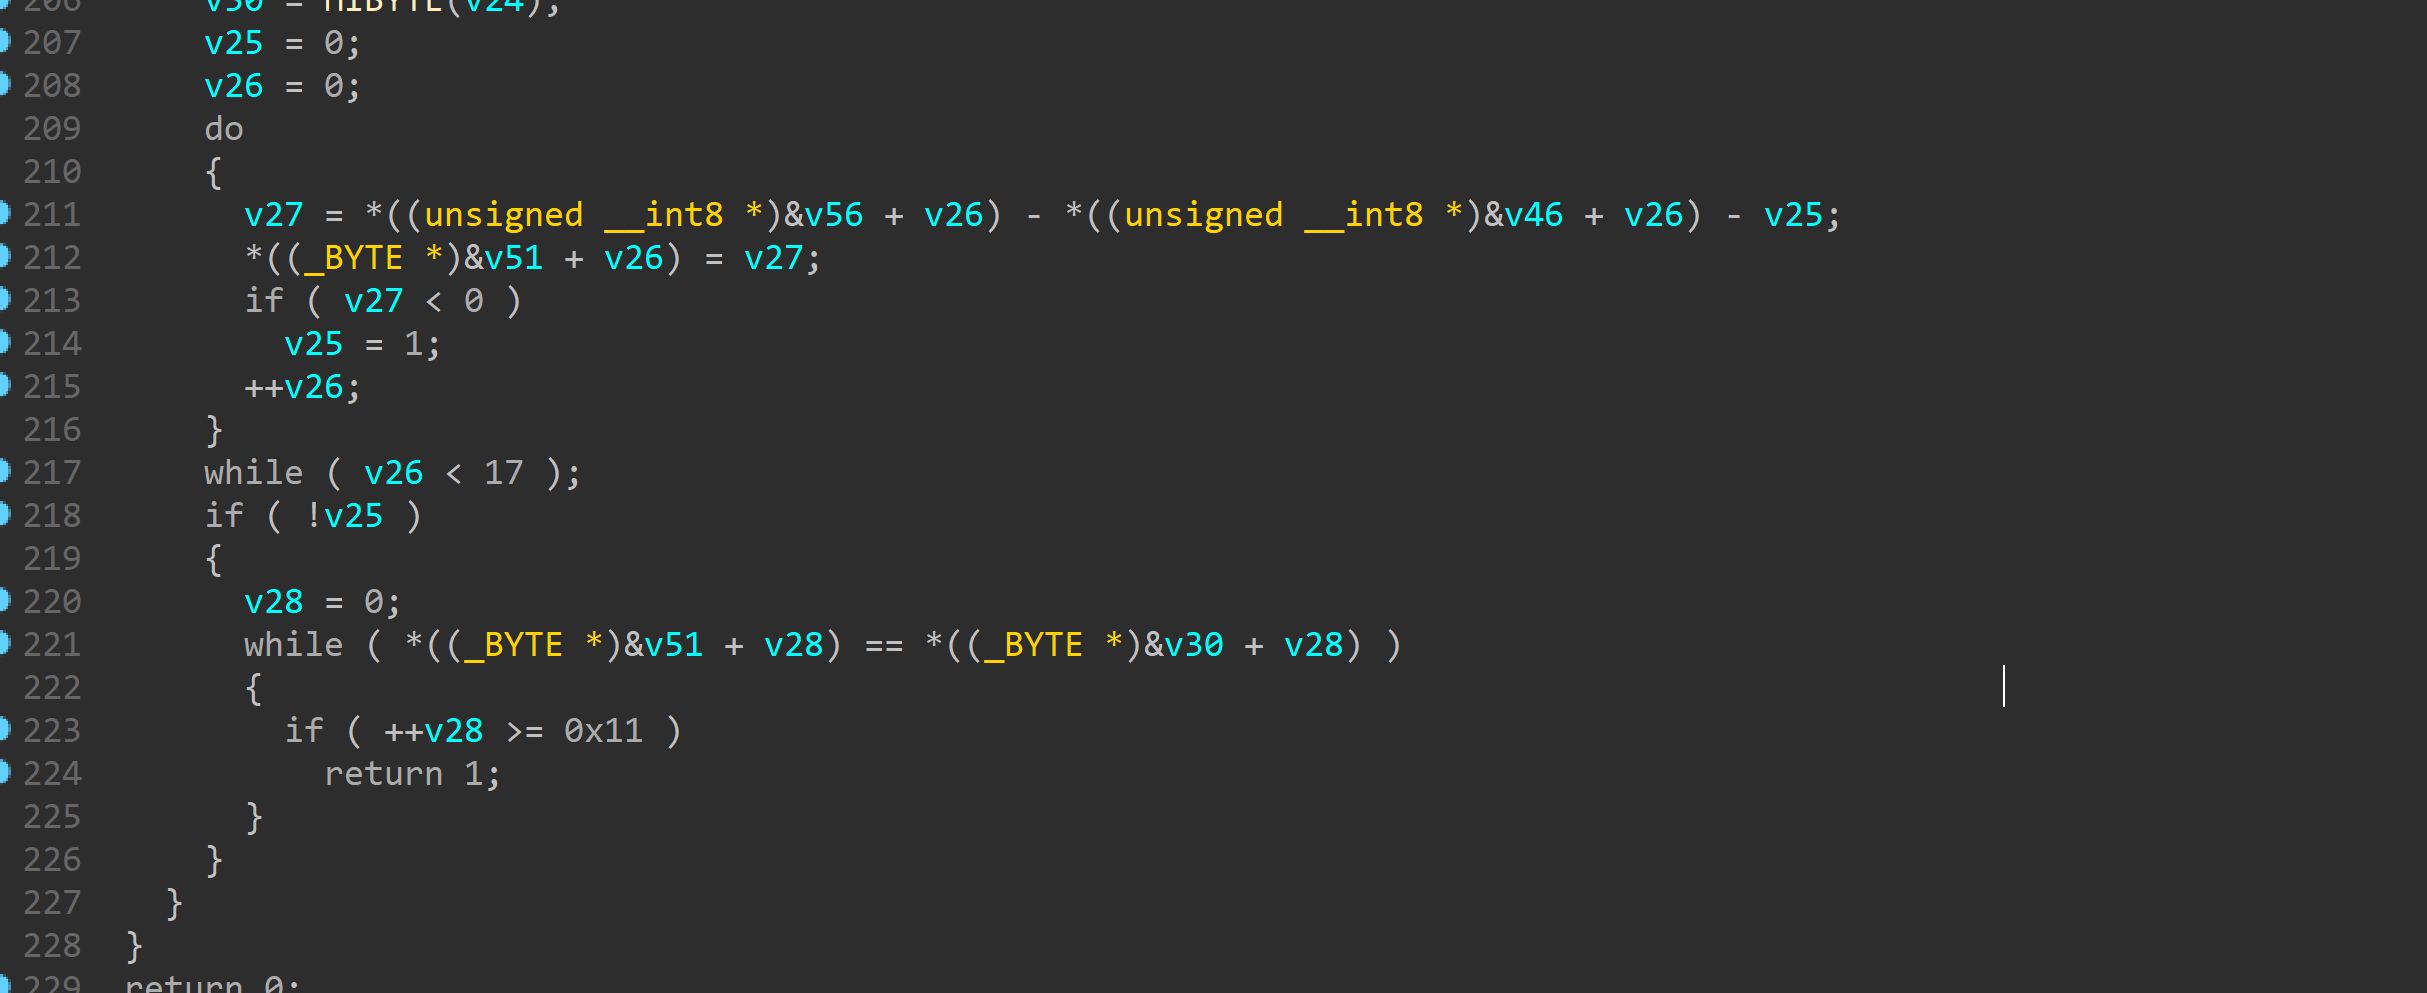 206 v30 = HIBYTE(v24);
207 v25 = 0;
208 v26 = 0;
209 do
210 {
211 v27 = *((unsigned __int8 *)&v56 + v26) - *((unsigned __int8 *)&v46 + v26) - v25;
212 *((_BYTE *)&v51 + v26) = v27;
213 if ( v27 < 0 )
214 v25 = 1;
215 ++v26;
216 }
217 while ( v26 < 17 );
218 if ( !v25 )
219 {
220 v28 = 0;
221 while ( *((_BYTE *)&v51 + v28) == *((_BYTE *)&v30 + v28) )
222 {
223 if ( ++v28 >= 0x11 )
224 return 1;
225 }
226 }
227 }
228 }
229 return 0;